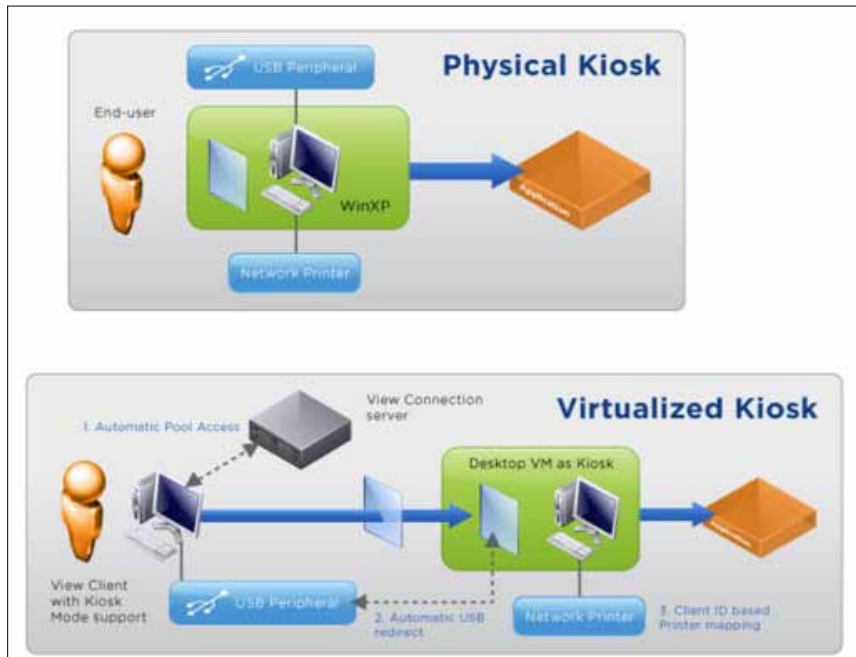 Physical Kiosk
USB Peripheral
End-user
WinXP
Application
Network Printer
Virtualized Kiosk
View Connection
server
1. Automatic Pool Access
Desktop VM as Kiosk
Application
View Client
with Kiosk
Mode support
USB Peripheral
2. Automatic USB
redirect
Network Printer
3. Client ID based
Printer mapping